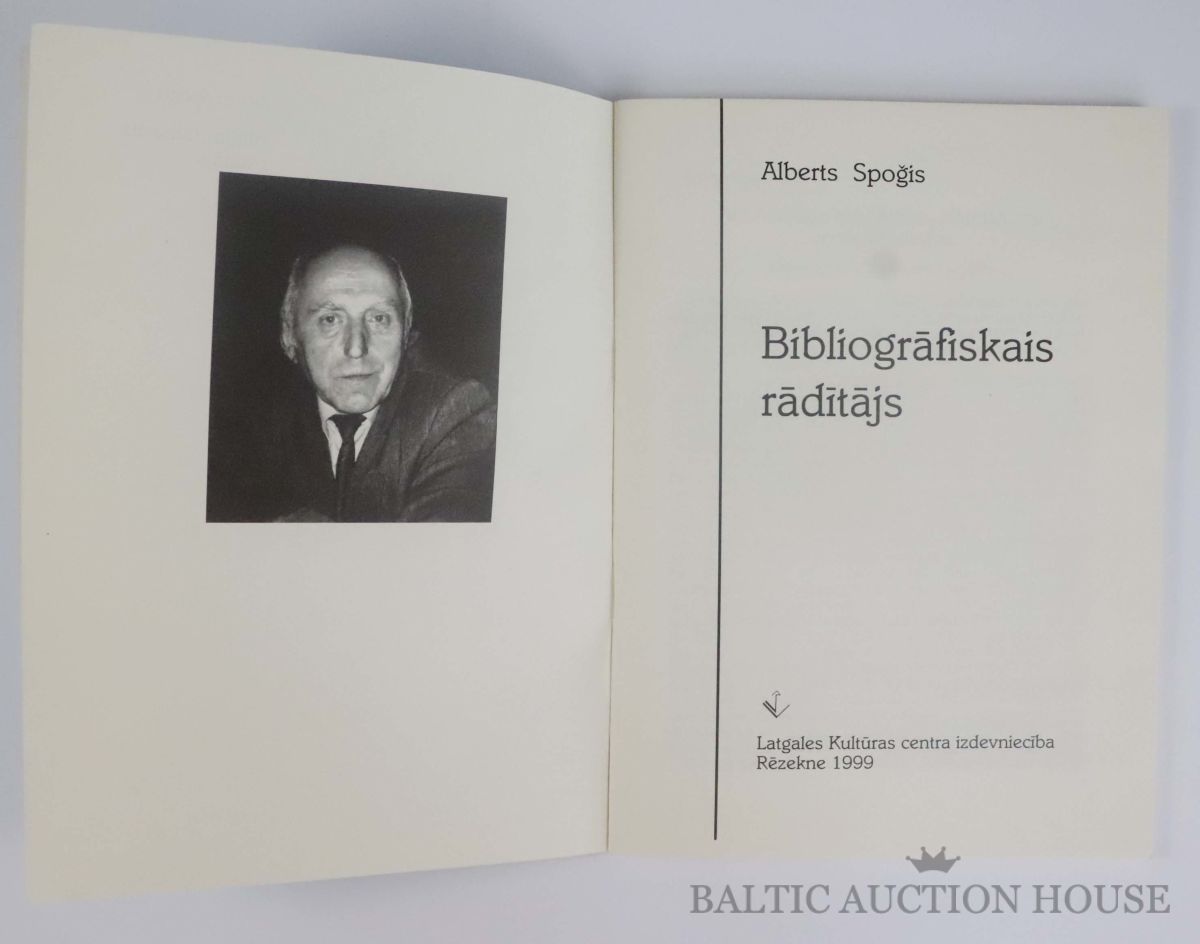 Alberts Spoģis
Bibliogrāfiskais
rādītājs
Latgales Kultūras centra izdevniecība
Rēzekne 1999
BALTIC AUCTION HOUSE